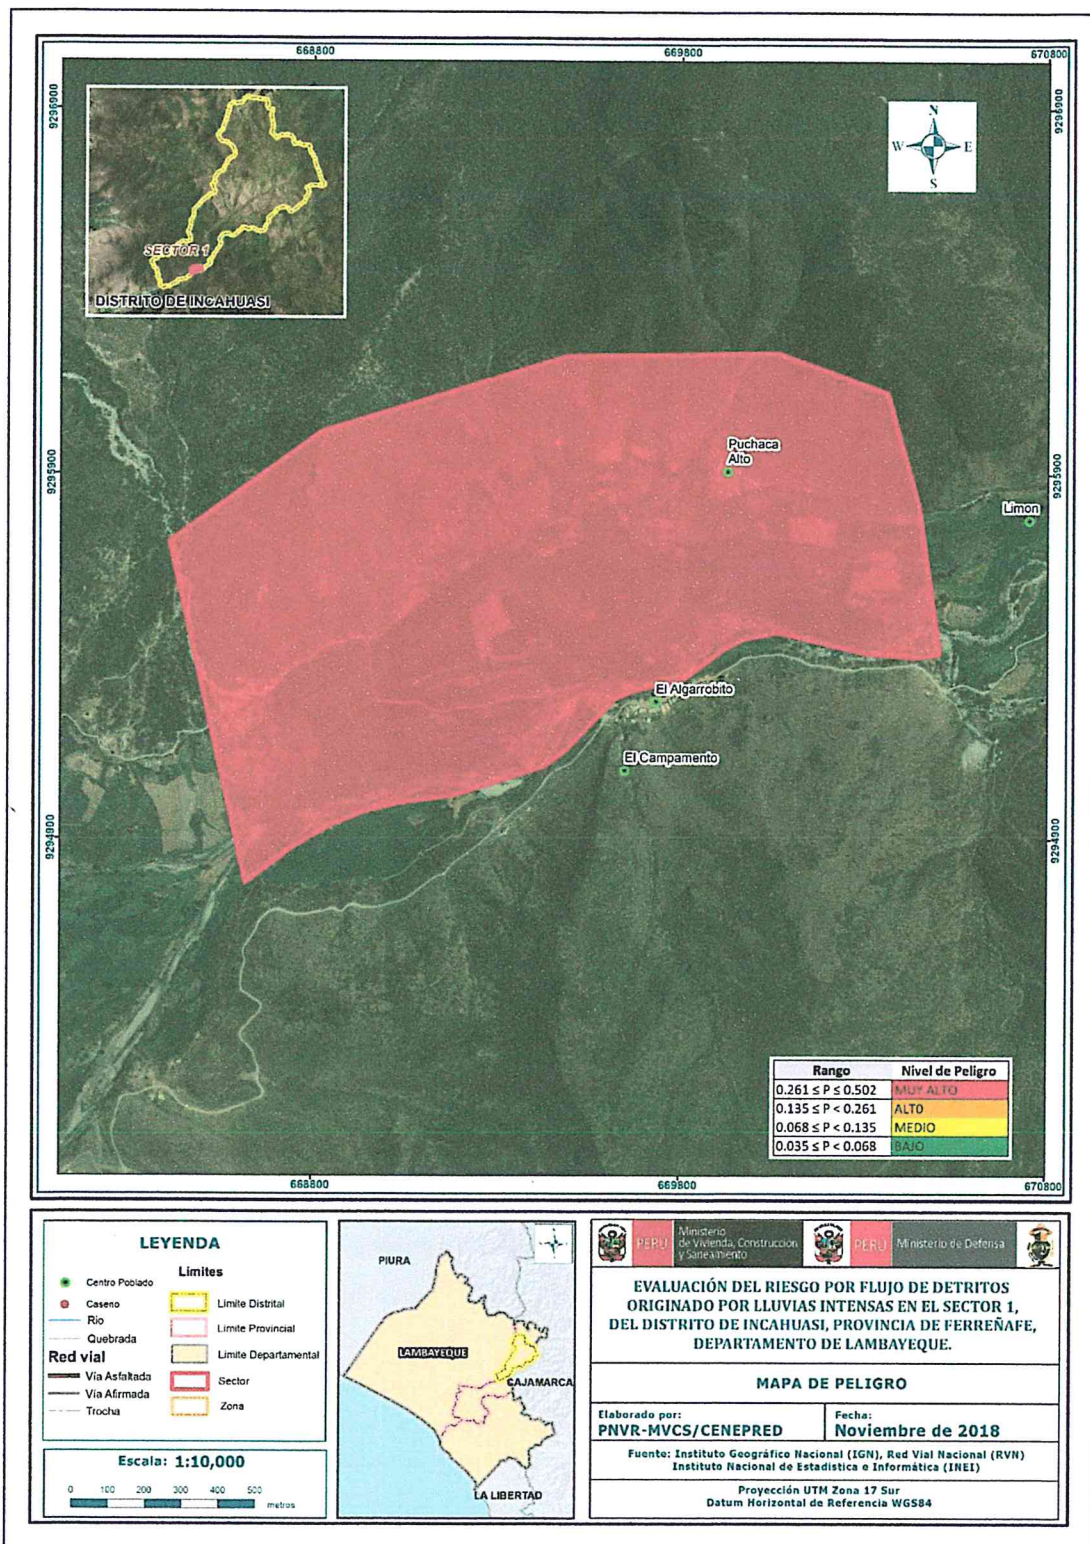 668800
669800
670800
9296900
9296900
N
W E
S
SECTOR 1
DISTRITO DE INCAHUASI
9295900
9295900
Puchaca
Alto
Limon
El Algarrobito
El Campamento
9294900
9294900
Rango Nivel de Peligro
0.261 ≤ P ≤ 0.502 MUY ALTO
0.135 ≤ P < 0.261 ALTO
0.068 ≤ P < 0.135 MEDIO
0.035 ≤ P < 0.068 BAJO
668800
669800
670800
LEYENDA
Centro Poblado
Caseno
Rio
Quebrada
Red vial
Vía Asfaltada
Vía Afirmada
Trocha
Limites
Limite Distrital
Limite Provincial
Limite Departamental
Sector
Zona
Escala: 1:10,000
0 100 200 300 400 500
metros
PIURA
LAMBAYEQUE
CAJAMARCA
LA LIBERTAD
PERÚ
Ministerio
de Vivienda, Construcción
y Saneamiento
PERÚ
Ministerio de Defensa
EVALUACIÓN DEL RIESGO POR FLUJO DE DETRITOS
ORIGINADO POR LLUVIAS INTENSAS EN EL SECTOR 1,
DEL DISTRITO DE INCAHUASI, PROVINCIA DE FERREÑAFE,
DEPARTAMENTO DE LAMBAYEQUE.
MAPA DE PELIGRO
Elaborado por:
PNVR-MVCS/CENEPRED
Fecha:
Noviembre de 2018
Fuente: Instituto Geográfico Nacional (IGN), Red Vial Nacional (RVN)
Instituto Nacional de Estadística e Informática (INEI)
Proyección UTM Zona 17 Sur
Datum Horizontal de Referencia WGS84